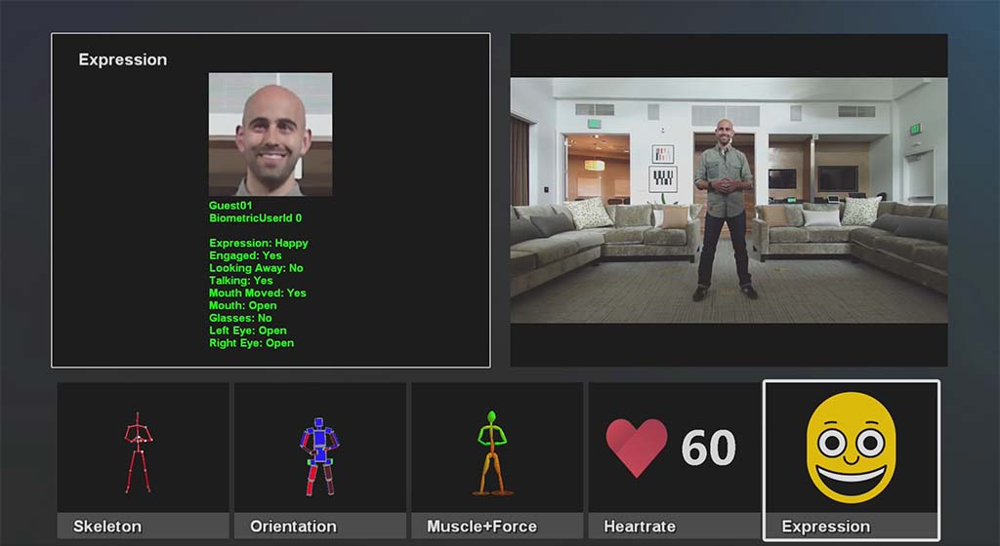 Expression
Guest01
BiometricUserId 0
Expression: Happy
Engaged: Yes
Looking Away: No
Talking: Yes
Mouth Moved: Yes
Mouth: Open
Glasses: No
Left Eye: Open
Right Eye: Open
60
Skeleton
Orientation
Muscle+Force
Heartrate
Expression